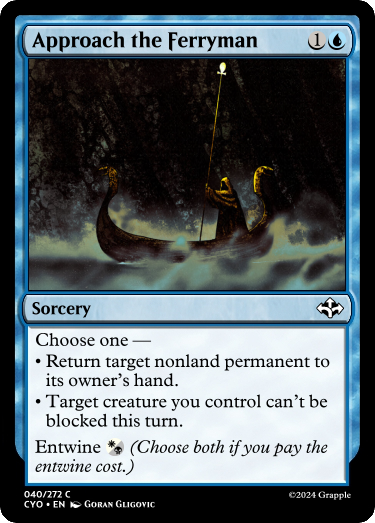 Approach the Ferryman 1
Sorcery
Choose one —
• Return target nonland permanent to
its owner's hand.
• Target creature you control can't be
blocked this turn.
Entwine (Choose both if you pay the
entwine cost.)
040/272 C
CYO • EN Goran Gligovic
©2024 Grapple